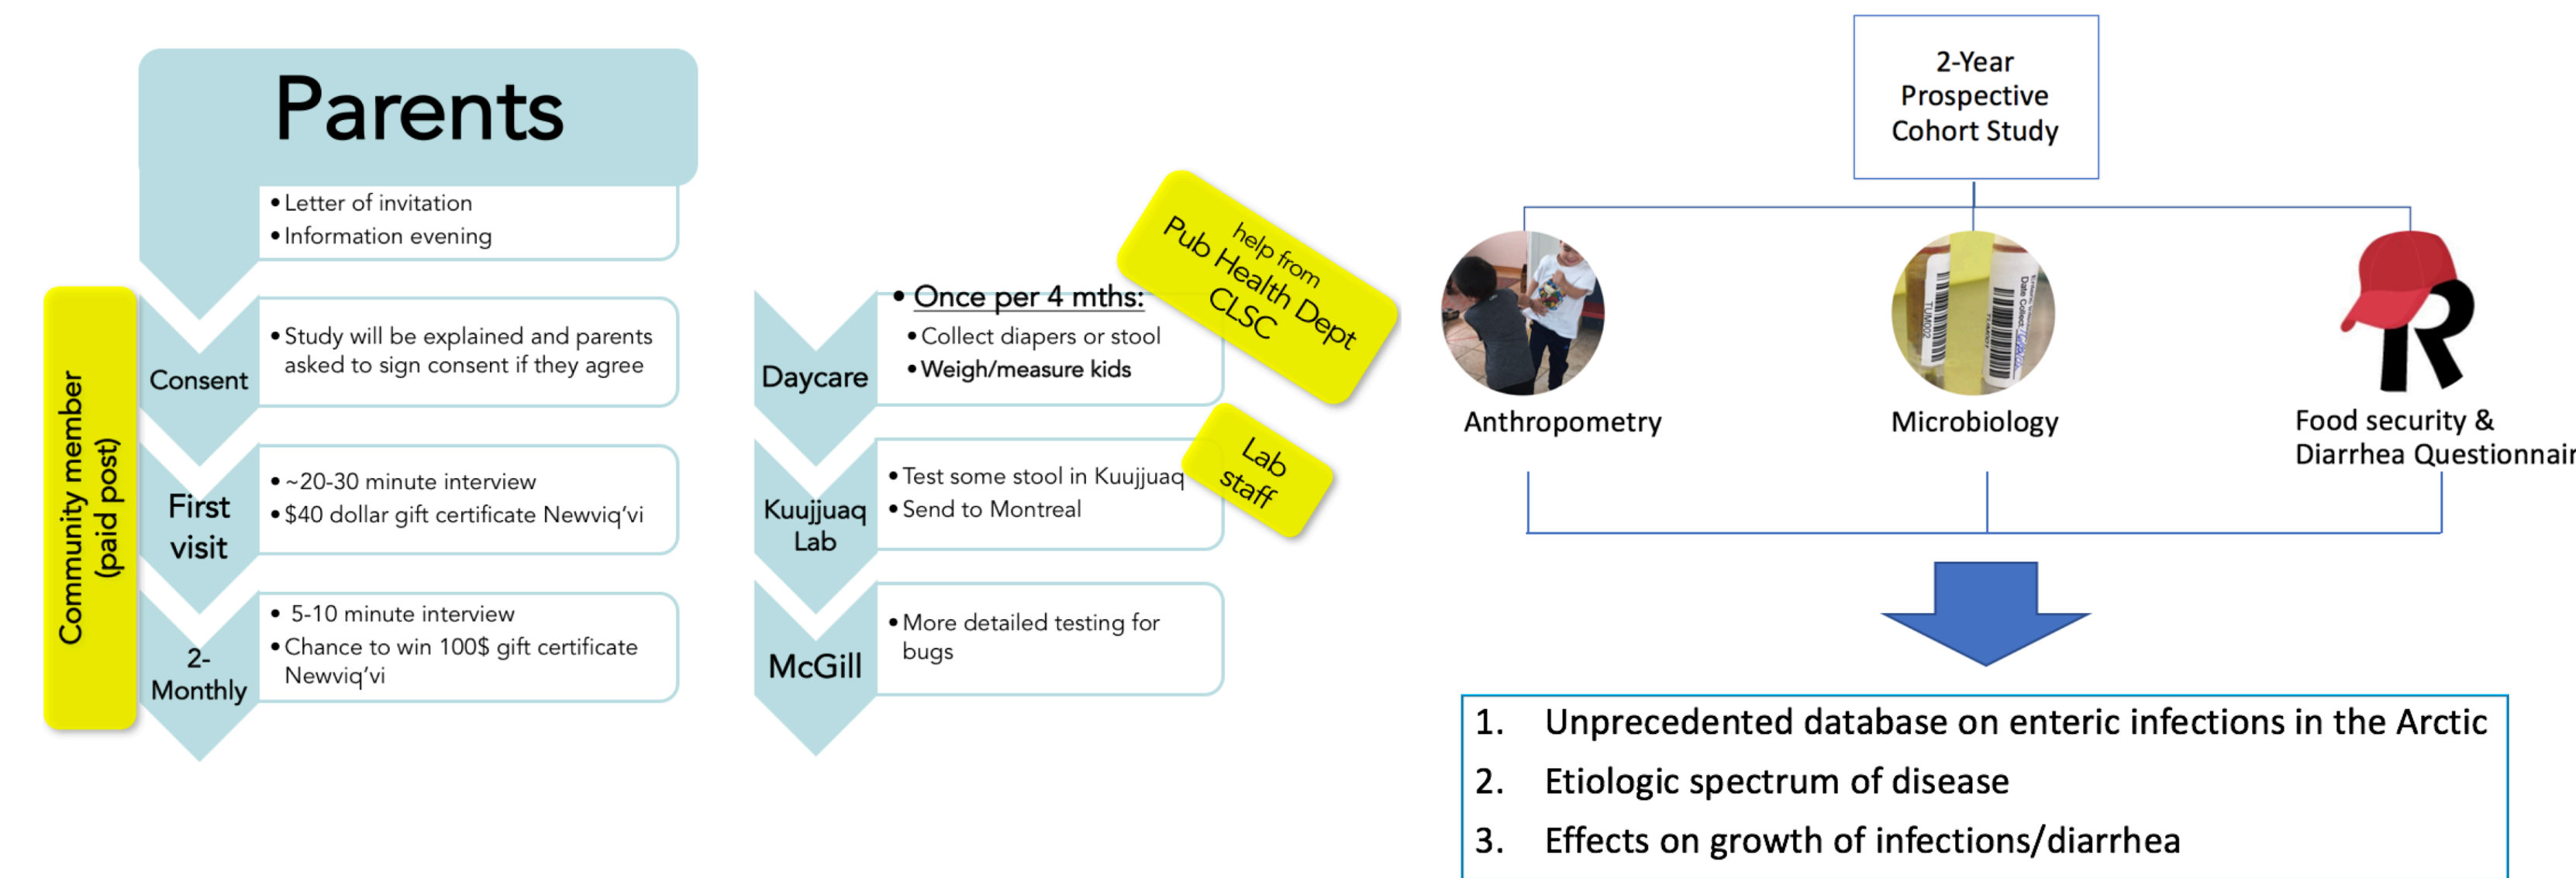 Parents
• Letter of invitation
• Information evening
Community member
(paid post)
Consent
• Study will be explained and parents
asked to sign consent if they agree
First
visit
• ~20-30 minute interview
• $40 dollar gift certificate Newviq'vi
2-
Monthly
• 5-10 minute interview
• Chance to win 100$ gift certificate
Newviq'vi
help from
Pub Health Dept
CLSC
Daycare
• Once per 4 mths:
• Collect diapers or stool
• Weigh/measure kids
Lab
staff
Kuujjuaq
Lab
• Test some stool in Kuujjuaq
• Send to Montreal
McGill
• More detailed testing for
bugs
2-Year
Prospective
Cohort Study
TUM002
Date Collect
R
Anthropometry
Microbiology
Food security &
Diarrhea Questionnair
1. Unprecedented database on enteric infections in the Arctic
2. Etiologic spectrum of disease
3. Effects on growth of infections/diarrhea